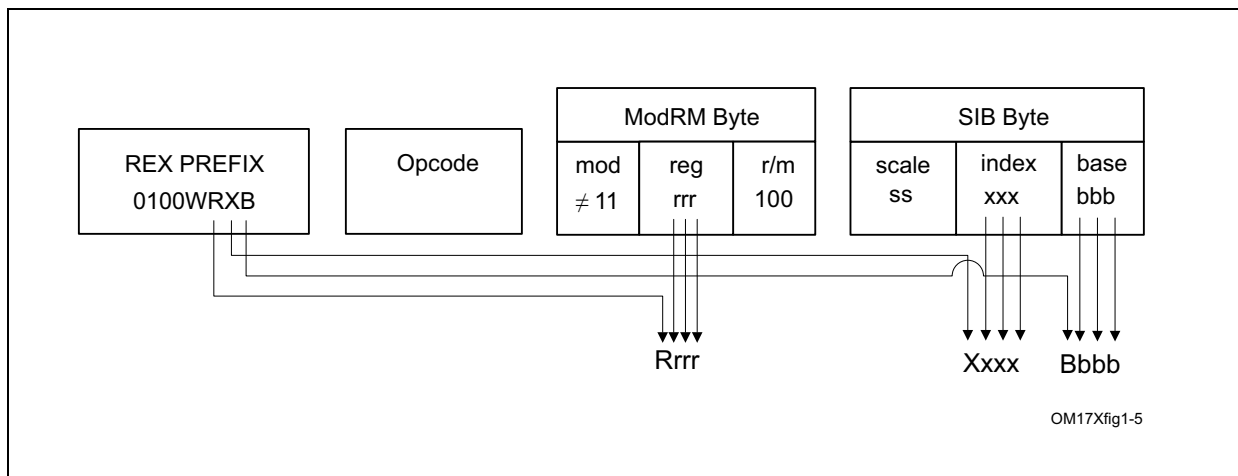 REX PREFIX
0100WRXB
Opcode
ModRM Byte
mod
≠ 11
reg
rrr
r/m
100
SIB Byte
scale
ss
index
xxx
base
bbb
Rrrr
Xxxx
Bbbb
OM17Xfig1-5